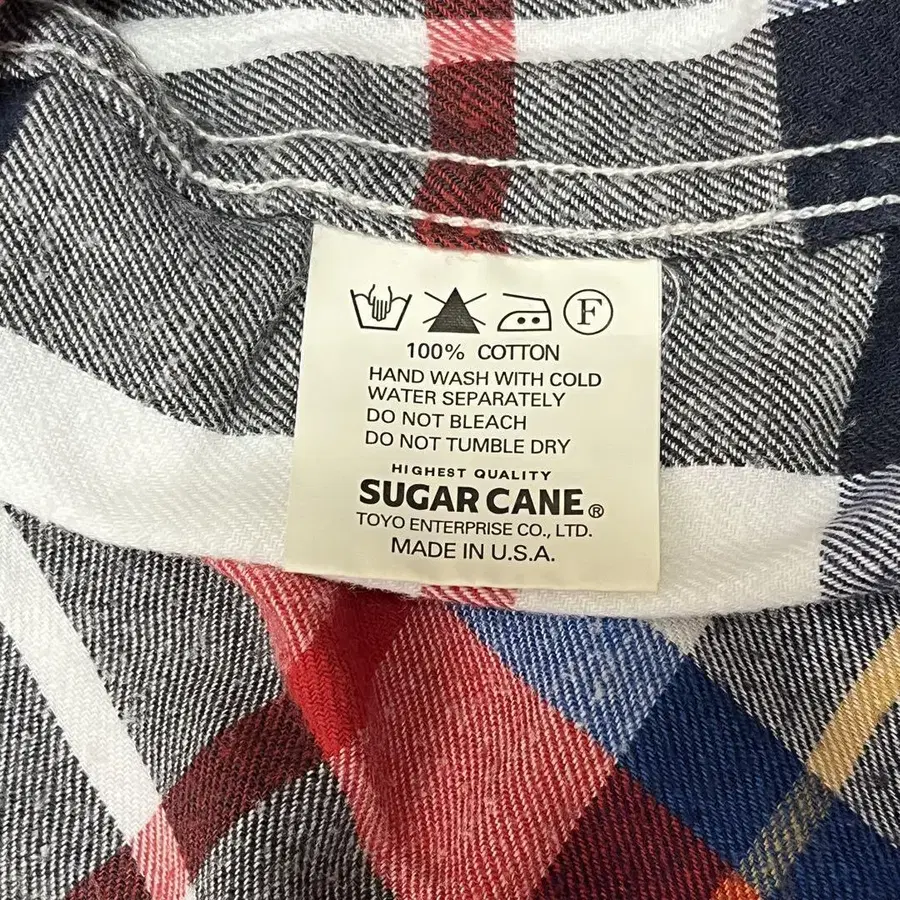 F
100% COTTON
HAND WASH WITH COLD
WATER SEPARATELY
DO NOT BLEACH
DO NOT TUMBLE DRY
HIGHEST QUALITY
SUGAR CANE®
TOYO ENTERPRISE CO., LTD.
MADE IN U.S.A.